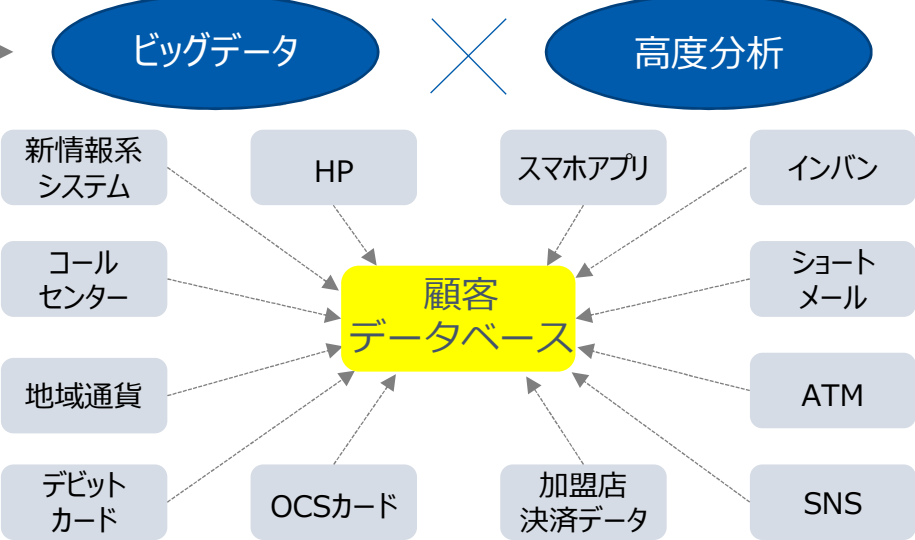 ビッグデータ
高度分析
新情報系
システム
HP
スマホアプリ
インバン
コール
センター
顧客
データベース
ショート
メール
地域通貨
ATM
デビット
カード
OCSカード
加盟店
決済データ
SNS